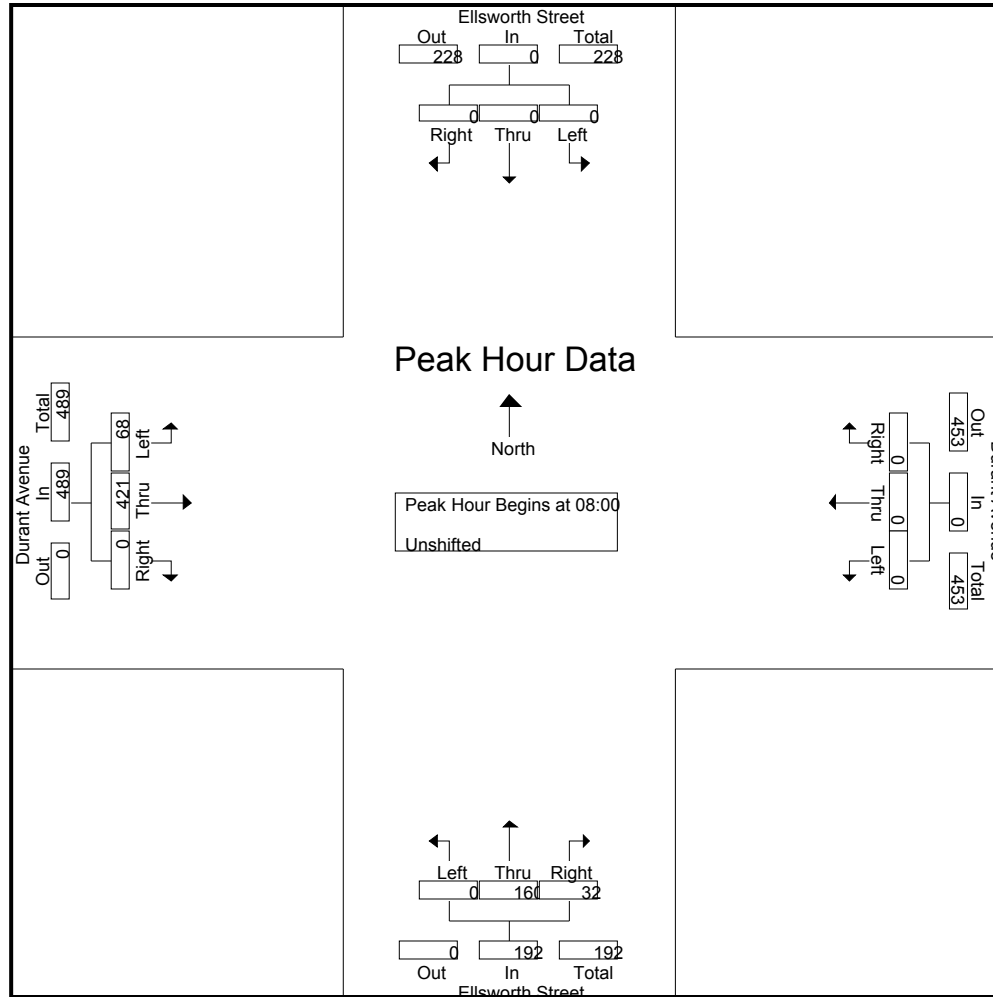 Ellsworth Street
Out In Total
228 0 228
0 0 0
Right Thru Left
Peak Hour Data
North
Peak Hour Begins at 08:00
Unshifted
Durant Avenue
Out In Total
0 489 489
Right Thru Left
0 421 68
Out In Total
453 0 453
Right Thru Left
0 0 0
Left Thru Right
0 160 32
0 192 192
Out In Total
Ellsworth Street